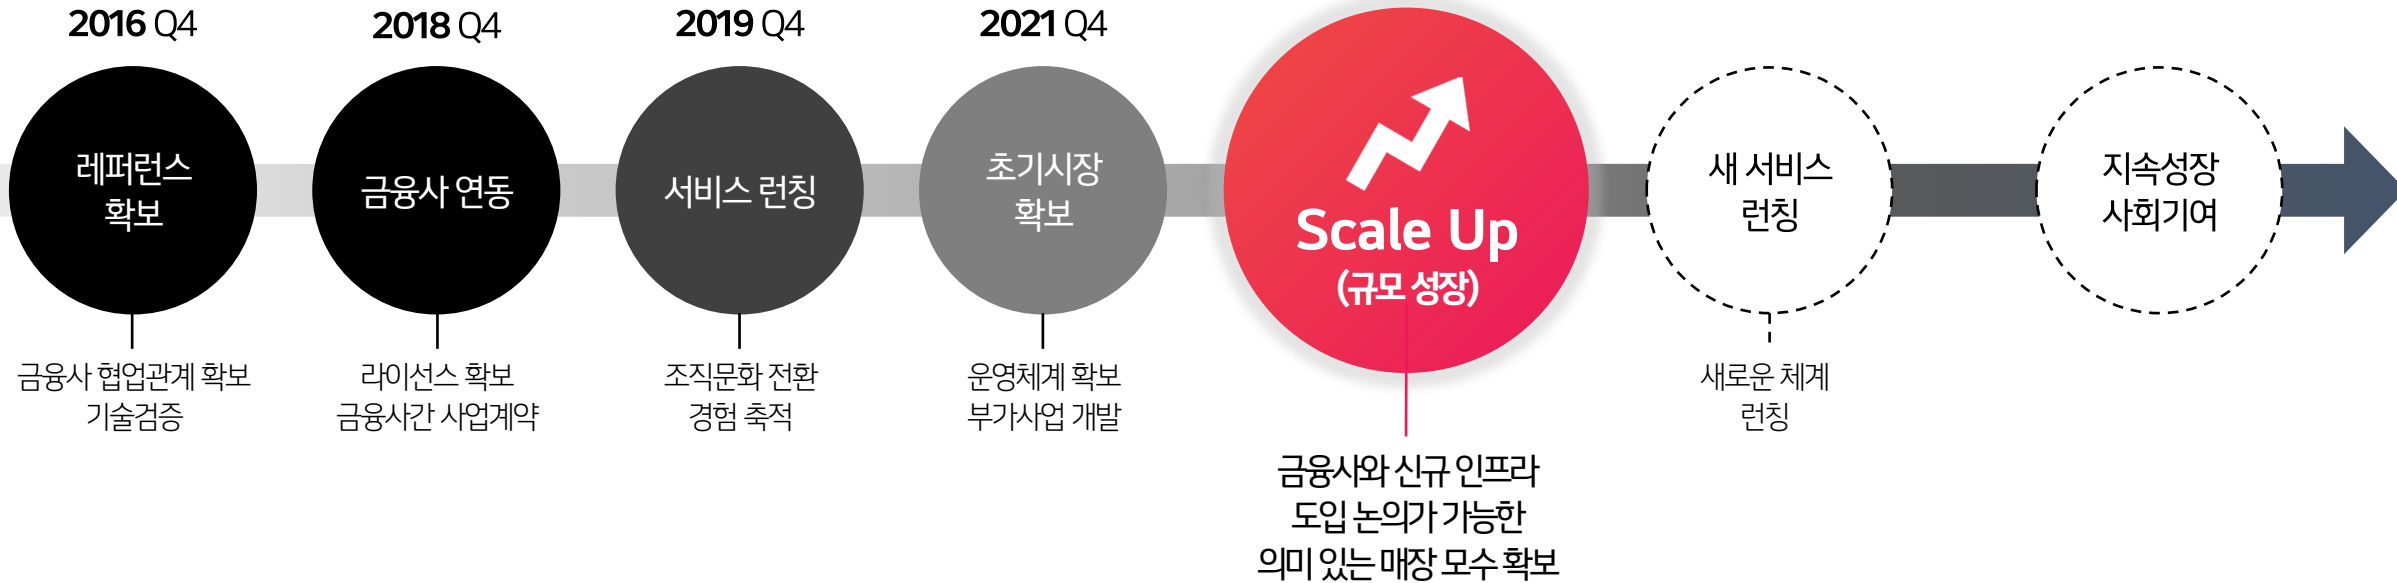 2016 Q4
레퍼런스
확보
금융사 협업관계 확보
기술검증
2018 Q4
금융사 연동
라이선스 확보
금융사간 사업계약
2019 Q4
서비스 런칭
조직문화 전환
경험 축적
2021 Q4
초기시장
확보
운영체계 확보
부가사업 개발
Scale Up
(규모 성장)
금융사와 신규 인프라
도입 논의가 가능한
의미 있는 매장 모수 확보
새 서비스
런칭
새로운 체계
런칭
지속성장
사회기여